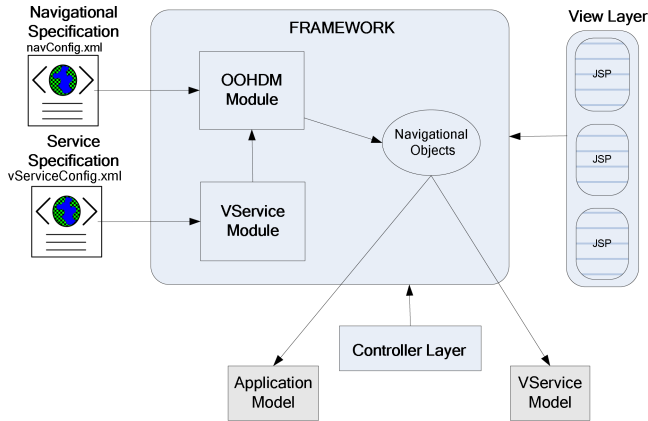 Navigational
Specification
navConfig.xml
FRAMEWORK
View Layer
OOHDM
Module
JSP
Navigational
Objects
Service
Specification
vServiceConfig.xml
JSP
VService
Module
JSP
Controller Layer
Application
Model
VService
Model